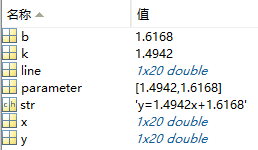 名称 值
b 1.6168
k 1.4942
line 1x20 double
parameter [1.4942,1.6168]
str 'y=1.4942x+1.6168'
x 1x20 double
y 1x20 double